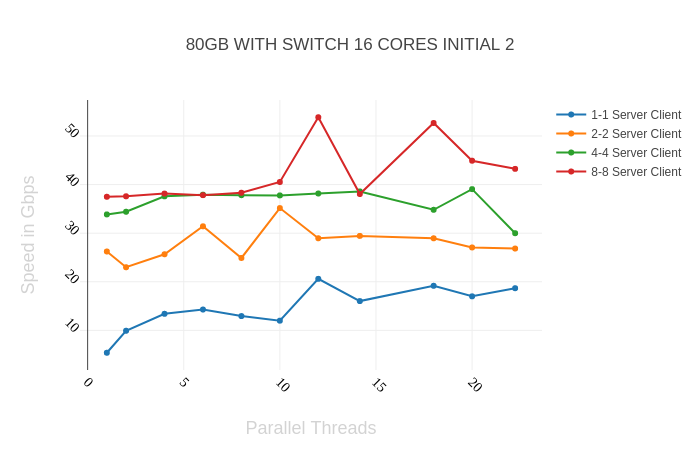 80GB WITH SWITCH 16 CORES INITIAL 2
1-1 Server Client
2-2 Server Client
4-4 Server Client
8-8 Server Client
Speed in Gbps
50
40
30
20
10
0
5
10
15
20
Parallel Threads